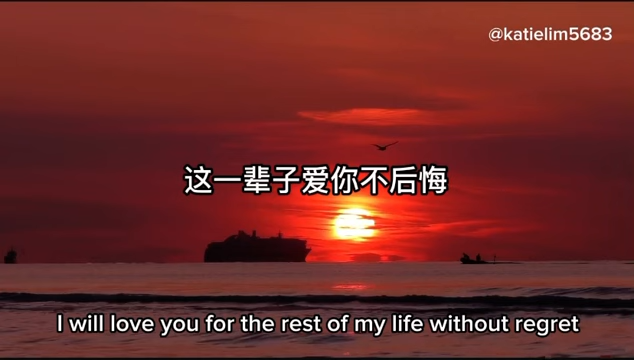 @katielim5683
这一辈子爱你不后悔
I will love you for the rest of my life without regret